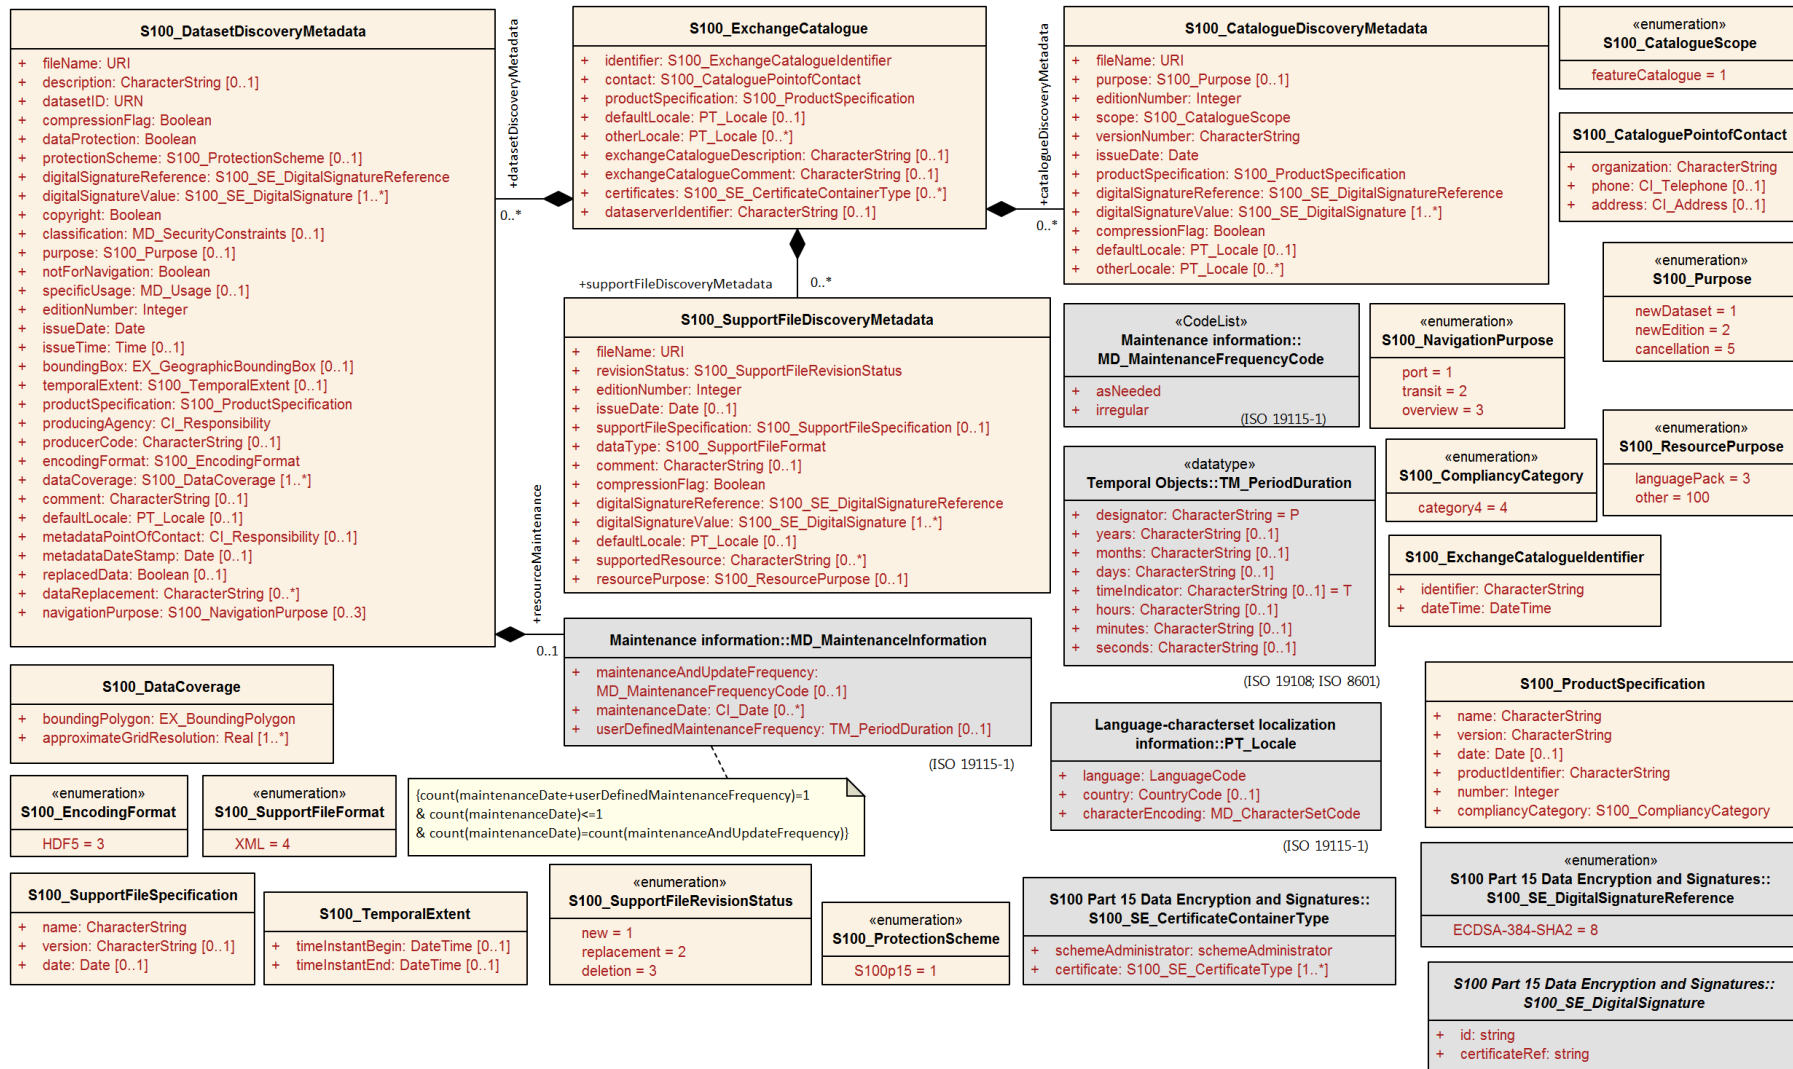 S100_DatasetDiscoveryMetadata
+ fileName: URI
+ description: CharacterString [0..1]
+ datasetID: URN
+ compressionFlag: Boolean
+ dataProtection: Boolean
+ protectionScheme: S100_ProtectionScheme [0..1]
+ digitalSignatureReference: S100_SE_DigitalSignatureReference
+ digitalSignatureValue: S100_SE_DigitalSignature [1..*]
+ copyright: Boolean
+ classification: MD_SecurityConstraints [0..1]
+ purpose: S100_Purpose [0..1]
+ notForNavigation: Boolean
+ specificUsage: MD_Usage [0..1]
+ editionNumber: Integer
+ issueDate: Date
+ issueTime: Time [0..1]
+ boundingBox: EX_GeographicBoundingBox [0..1]
+ temporalExtent: S100_TemporalExtent [0..1]
+ productSpecification: S100_ProductSpecification
+ producingAgency: CI_Responsibility
+ producerCode: CharacterString [0..1]
+ encodingFormat: S100_EncodingFormat
+ dataCoverage: S100_DataCoverage [1..*]
+ comment: CharacterString [0..1]
+ defaultLocale: PT_Locale [0..1]
+ metadataPointOfContact: CI_Responsibility [0..1]
+ metadataDateStamp: Date [0..1]
+ replacedData: Boolean [0..1]
+ dataReplacement: CharacterString [0..*]
+ navigationPurpose: S100_NavigationPurpose [0..3]
+datasetDiscoveryMetadata
0..*
S100_ExchangeCatalogue
+ identifier: S100_ExchangeCatalogueIdentifier
+ contact: S100_CataloguePointofContact
+ productSpecification: S100_ProductSpecification
+ defaultLocale: PT_Locale [0..1]
+ otherLocale: PT_Locale [0..*]
+ exchangeCatalogueDescription: CharacterString [0..1]
+ exchangeCatalogueComment: CharacterString [0..1]
+ certificates: S100_SE_CertificateContainerType [0..*]
+ dataserverIdentifier: CharacterString [0..1]
+catalogueDiscoveryMetadata
0..*
S100_CatalogueDiscoveryMetadata
+ fileName: URI
+ purpose: S100_Purpose [0..1]
+ editionNumber: Integer
+ scope: S100_CatalogueScope
+ versionNumber: CharacterString
+ issueDate: Date
+ productSpecification: S100_ProductSpecification
+ digitalSignatureReference: S100_SE_DigitalSignatureReference
+ digitalSignatureValue: S100_SE_DigitalSignature [1..*]
+ compressionFlag: Boolean
+ defaultLocale: PT_Locale [0..1]
+ otherLocale: PT_Locale [0..*]
«enumeration»
S100_CatalogueScope
featureCatalogue = 1
S100_CataloguePointofContact
+ organization: CharacterString
+ phone: CI_Telephone [0..1]
+ address: CI_Address [0..1]
«enumeration»
S100_Purpose
newDataset = 1
newEdition = 2
cancellation = 5
+supportFileDiscoveryMetadata
0..*
S100_SupportFileDiscoveryMetadata
+ fileName: URI
+ revisionStatus: S100_SupportFileRevisionStatus
+ editionNumber: Integer
+ issueDate: Date [0..1]
+ supportFileSpecification: S100_SupportFileSpecification [0..1]
+ dataType: S100_SupportFileFormat
+ comment: CharacterString [0..1]
+ compressionFlag: Boolean
+ digitalSignatureReference: S100_SE_DigitalSignatureReference
+ digitalSignatureValue: S100_SE_DigitalSignature [1..*]
+ defaultLocale: PT_Locale [0..1]
+ supportedResource: CharacterString [0..*]
+ resourcePurpose: S100_ResourcePurpose [0..1]
«CodeList»
Maintenance information::
MD_MaintenanceFrequencyCode
+ asNeeded
+ irregular
(ISO 19115-1)
«enumeration»
S100_NavigationPurpose
port = 1
transit = 2
overview = 3
«enumeration»
S100_ResourcePurpose
languagePack = 3
other = 100
«datatype»
Temporal Objects::TM_PeriodDuration
+ designator: CharacterString = P
+ years: CharacterString [0..1]
+ months: CharacterString [0..1]
+ days: CharacterString [0..1]
+ timeIndicator: CharacterString [0..1] = T
+ hours: CharacterString [0..1]
+ minutes: CharacterString [0..1]
+ seconds: CharacterString [0..1]
(ISO 19108; ISO 8601)
«enumeration»
S100_CompliancyCategory
category4 = 4
S100_ExchangeCatalogueIdentifier
+ identifier: CharacterString
+ dateTime: DateTime
+resourceMaintenance
0..1
Maintenance information::MD_MaintenanceInformation
+ maintenanceAndUpdateFrequency:
MD_MaintenanceFrequencyCode [0..1]
+ maintenanceDate: CI_Date [0..*]
+ userDefinedMaintenanceFrequency: TM_PeriodDuration [0..1]
(ISO 19115-1)
{count(maintenanceDate+userDefinedMaintenanceFrequency)=1
& count(maintenanceDate)<=1
& count(maintenanceDate)=count(maintenanceAndUpdateFrequency)}
S100_DataCoverage
+ boundingPolygon: EX_BoundingPolygon
+ approximateGridResolution: Real [1..*]
«enumeration»
S100_EncodingFormat
HDF5 = 3
«enumeration»
S100_SupportFileFormat
XML = 4
Language-characterset localization
information::PT_Locale
+ language: LanguageCode
+ country: CountryCode [0..1]
+ characterEncoding: MD_CharacterSetCode
(ISO 19115-1)
S100_ProductSpecification
+ name: CharacterString
+ version: CharacterString
+ date: Date [0..1]
+ productIdentifier: CharacterString
+ number: Integer
+ compliancyCategory: S100_CompliancyCategory
S100_SupportFileSpecification
+ name: CharacterString
+ version: CharacterString [0..1]
+ date: Date [0..1]
S100_TemporalExtent
+ timeInstantBegin: DateTime [0..1]
+ timeInstantEnd: DateTime [0..1]
«enumeration»
S100_SupportFileRevisionStatus
new = 1
replacement = 2
deletion = 3
«enumeration»
S100_ProtectionScheme
S100p15 = 1
S100 Part 15 Data Encryption and Signatures::
S100_SE_CertificateContainerType
+ schemeAdministrator: schemeAdministrator
+ certificate: S100_SE_CertificateType [1..*]
«enumeration»
S100 Part 15 Data Encryption and Signatures::
S100_SE_DigitalSignatureReference
ECDSA-384-SHA2 = 8
S100 Part 15 Data Encryption and Signatures::
S100_SE_DigitalSignature
+ id: string
+ certificateRef: string